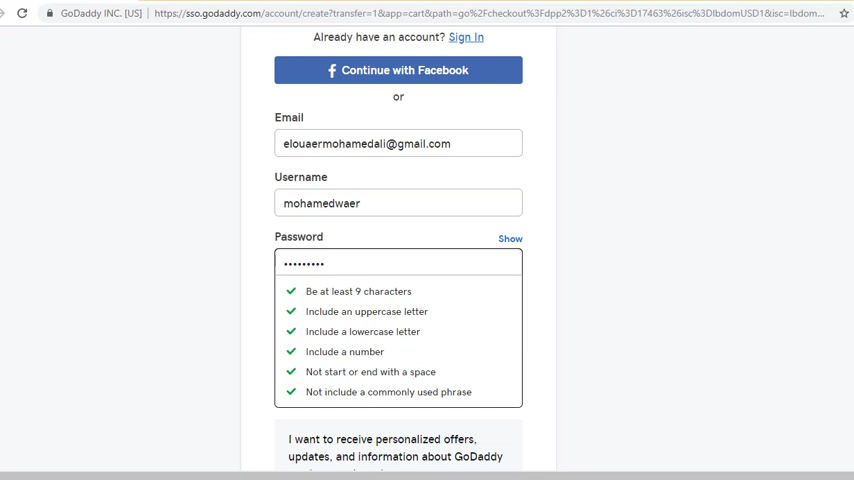 GoDaddy INC. [US] | https://sso.godaddy.com/account/create?transfer=1&app=cart&path=go%2Fcheckout%3Fdpp2%3D1%26ci%3D17463%26isc%3DlbdomUSD1&isc=lbdom...
Already have an account? Sign In
f Continue with Facebook
or
Email
elouaermohamedali@gmail.com
Username
mohamedwaer
Password Show
•••••••••
Be at least 9 characters
Include an uppercase letter
Include a lowercase letter
Include a number
Not start or end with a space
Not include a commonly used phrase
I want to receive personalized offers,
updates, and information about GoDaddy